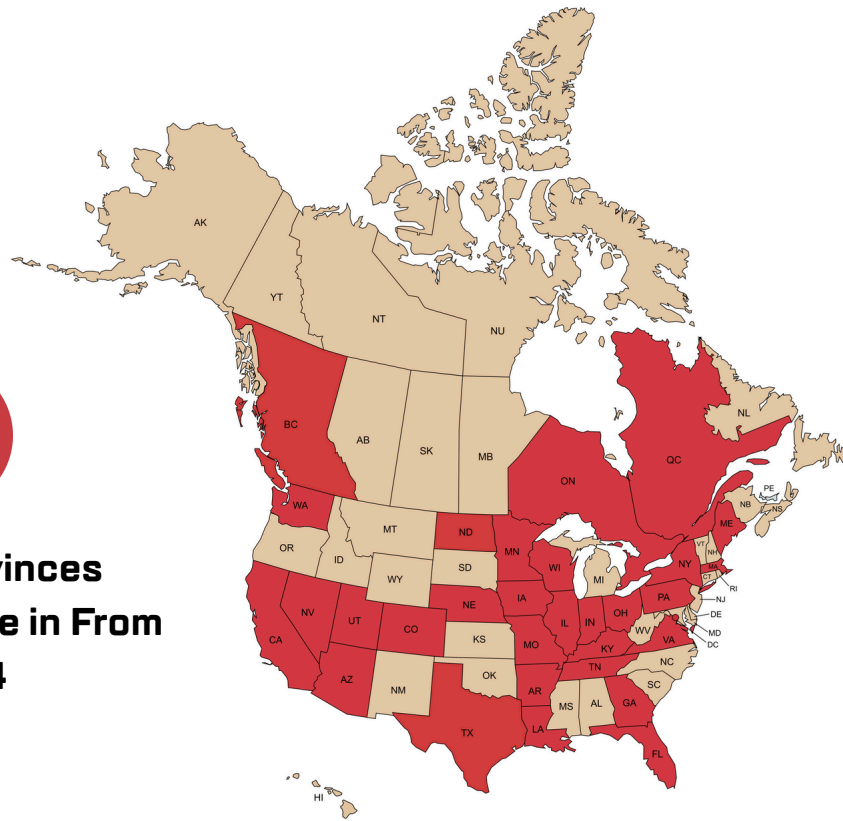 AK
YT
NT
NU
BC
AB
SK
MB
ON
QC
NL
PE
NB
NS
WA
MT
ND
MN
ME
OR
ID
WY
SD
WI
MI
NY
VT
NH
MA
CT
RI
NJ
DE
MD
DC
PA
NV
UT
CO
NE
IA
IL
IN
OH
WV
VA
CA
AZ
NM
KS
OK
MO
KY
TN
NC
SC
AR
MS
AL
GA
TX
LA
FL
HI
vinces
e in From
4